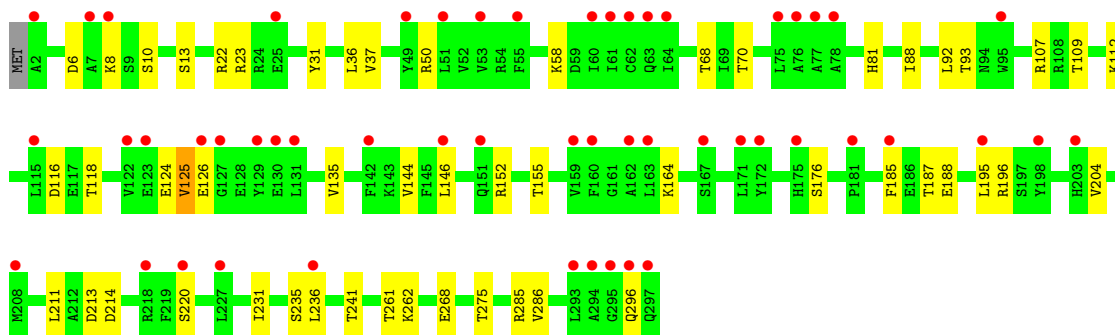 MET A2 D6 A7 K8 S9 S10 S13 R22 R23 R24 E25 Y31 L36 V37 Y49 R50 L51 V52 V53 R54 F55 K58 D59 I60 I61 C62 Q63 I64 T68 I69 T70 L75 A76 A77 A78 H81 I88 L92 T93 N94 W95 R107 R108 T109 K112
L115 D116 E117 T118 V122 E123 E124 V125 E126 G127 E128 Y129 E130 L131 V135 F142 K143 V144 F145 L146 Q151 R152 T155 V159 F160 G161 A162 L163 K164 S167 L171 Y172 H175 S176 P181 F185 E186 T187 E188 L195 R196 S197 Y198 H203 V204
M208 L211 A212 D213 D214 R218 F219 S220 L227 I231 S235 L236 T241 T261 K262 E268 T275 R285 V286 L293 A294 G295 Q296 Q297